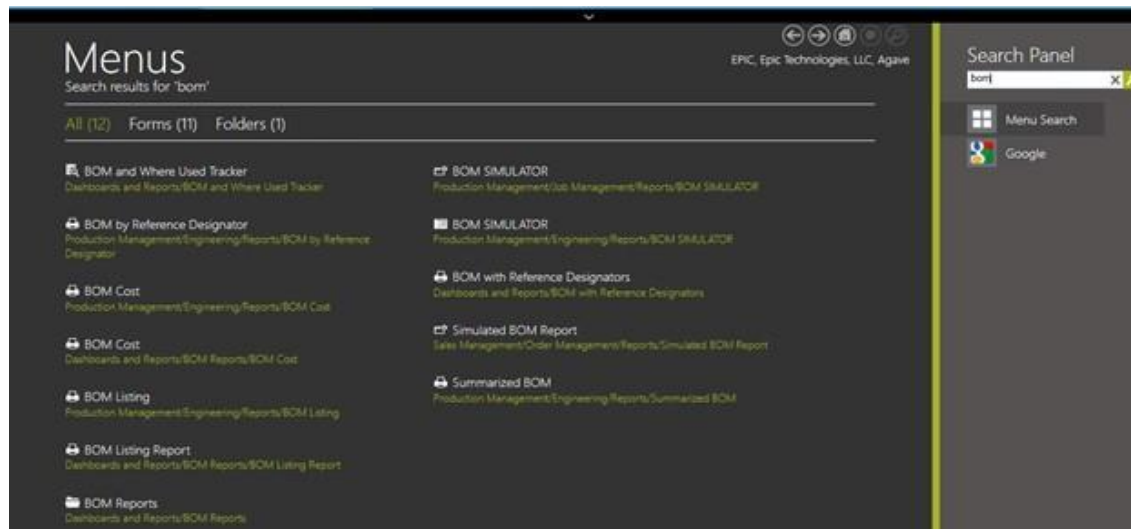 Menus
Search results for 'bom'
EPIC, Epic Technologies, LLC, Agave
All (12) Forms (11) Folders (1)
BOM and Where Used Tracker
Dashboards and Reports/BOM and Where Used Tracker
BOM by Reference Designator
Production Management/Engineering/Reports/BOM by Reference
Designator
BOM Cost
Production Management/Engineering/Reports/BOM Cost
BOM Cost
Dashboards and Reports/BOM Reports/BOM Cost
BOM Listing
Production Management/Engineering/Reports/BOM Listing
BOM Listing Report
Dashboards and Reports/BOM Reports/BOM Listing Report
BOM Reports
Dashboards and Reports/BOM Reports
BOM SIMULATOR
Production Management/Job Management/Reports/BOM SIMULATOR
BOM SIMULATOR
Production Management/Engineering/Reports/BOM SIMULATOR
BOM with Reference Designators
Dashboards and Reports/BOM with Reference Designators
Simulated BOM Report
Sales Management/Order Management/Reports/Simulated BOM Report
Summarized BOM
Production Management/Engineering/Reports/Summarized BOM
Search Panel
bom
Menu Search
Google